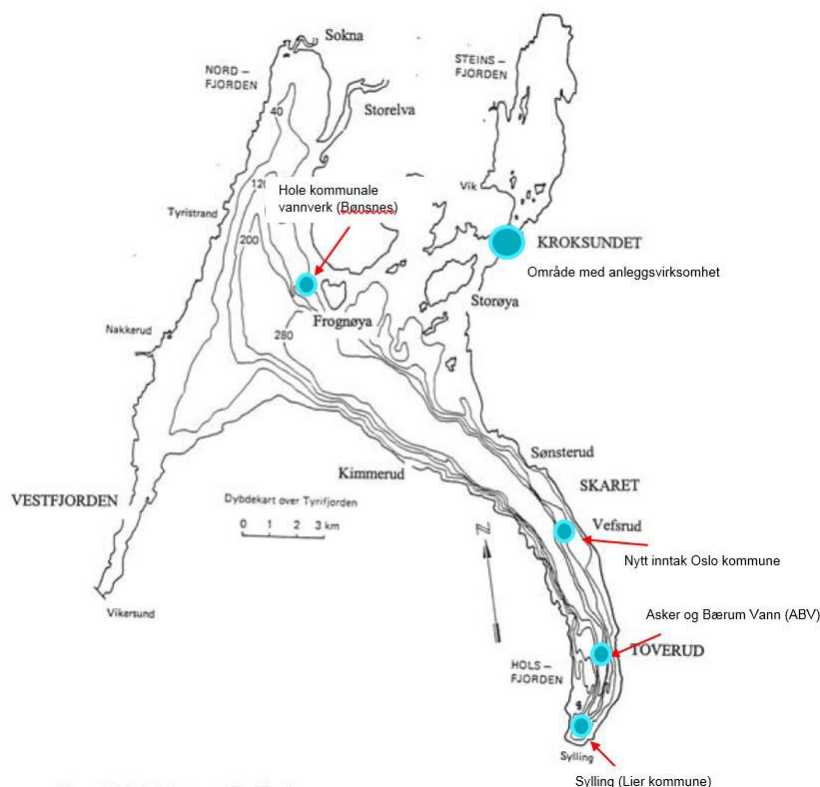 Sokna
NORD –
FJORDEN
STEINS –
FJORDEN
40
Storelva
120
Hole kommunale
vannverk (Bønsnes)
Vik
Tyristrand
200
KROKSUNDET
Område med anleggsvirksomhet
Storøya
Frognøya
Nakkerud
280
Sønsterud
Kimmerud
SKARET
VESTFJORDEN
Dybdekart over Tyrifjorden
Vefsrud
0 1 2 3 km
N
Nytt inntak Oslo kommune
Vikersund
Asker og Bærum Vann (ABV)
TOVERUD
HOLS –
FJORDEN
Sylling
Sylling (Lier kommune)